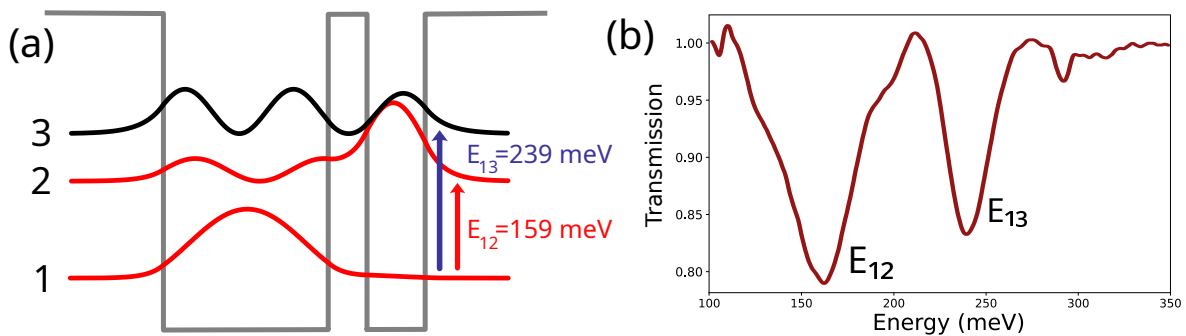 (a)
3
2
1
E₁₃=239 meV
E₁₂=159 meV
(b)
Transmission
1.00
0.95
0.90
0.85
0.80
E₁₂
E₁₃
100
150
200
250
300
350
Energy (meV)